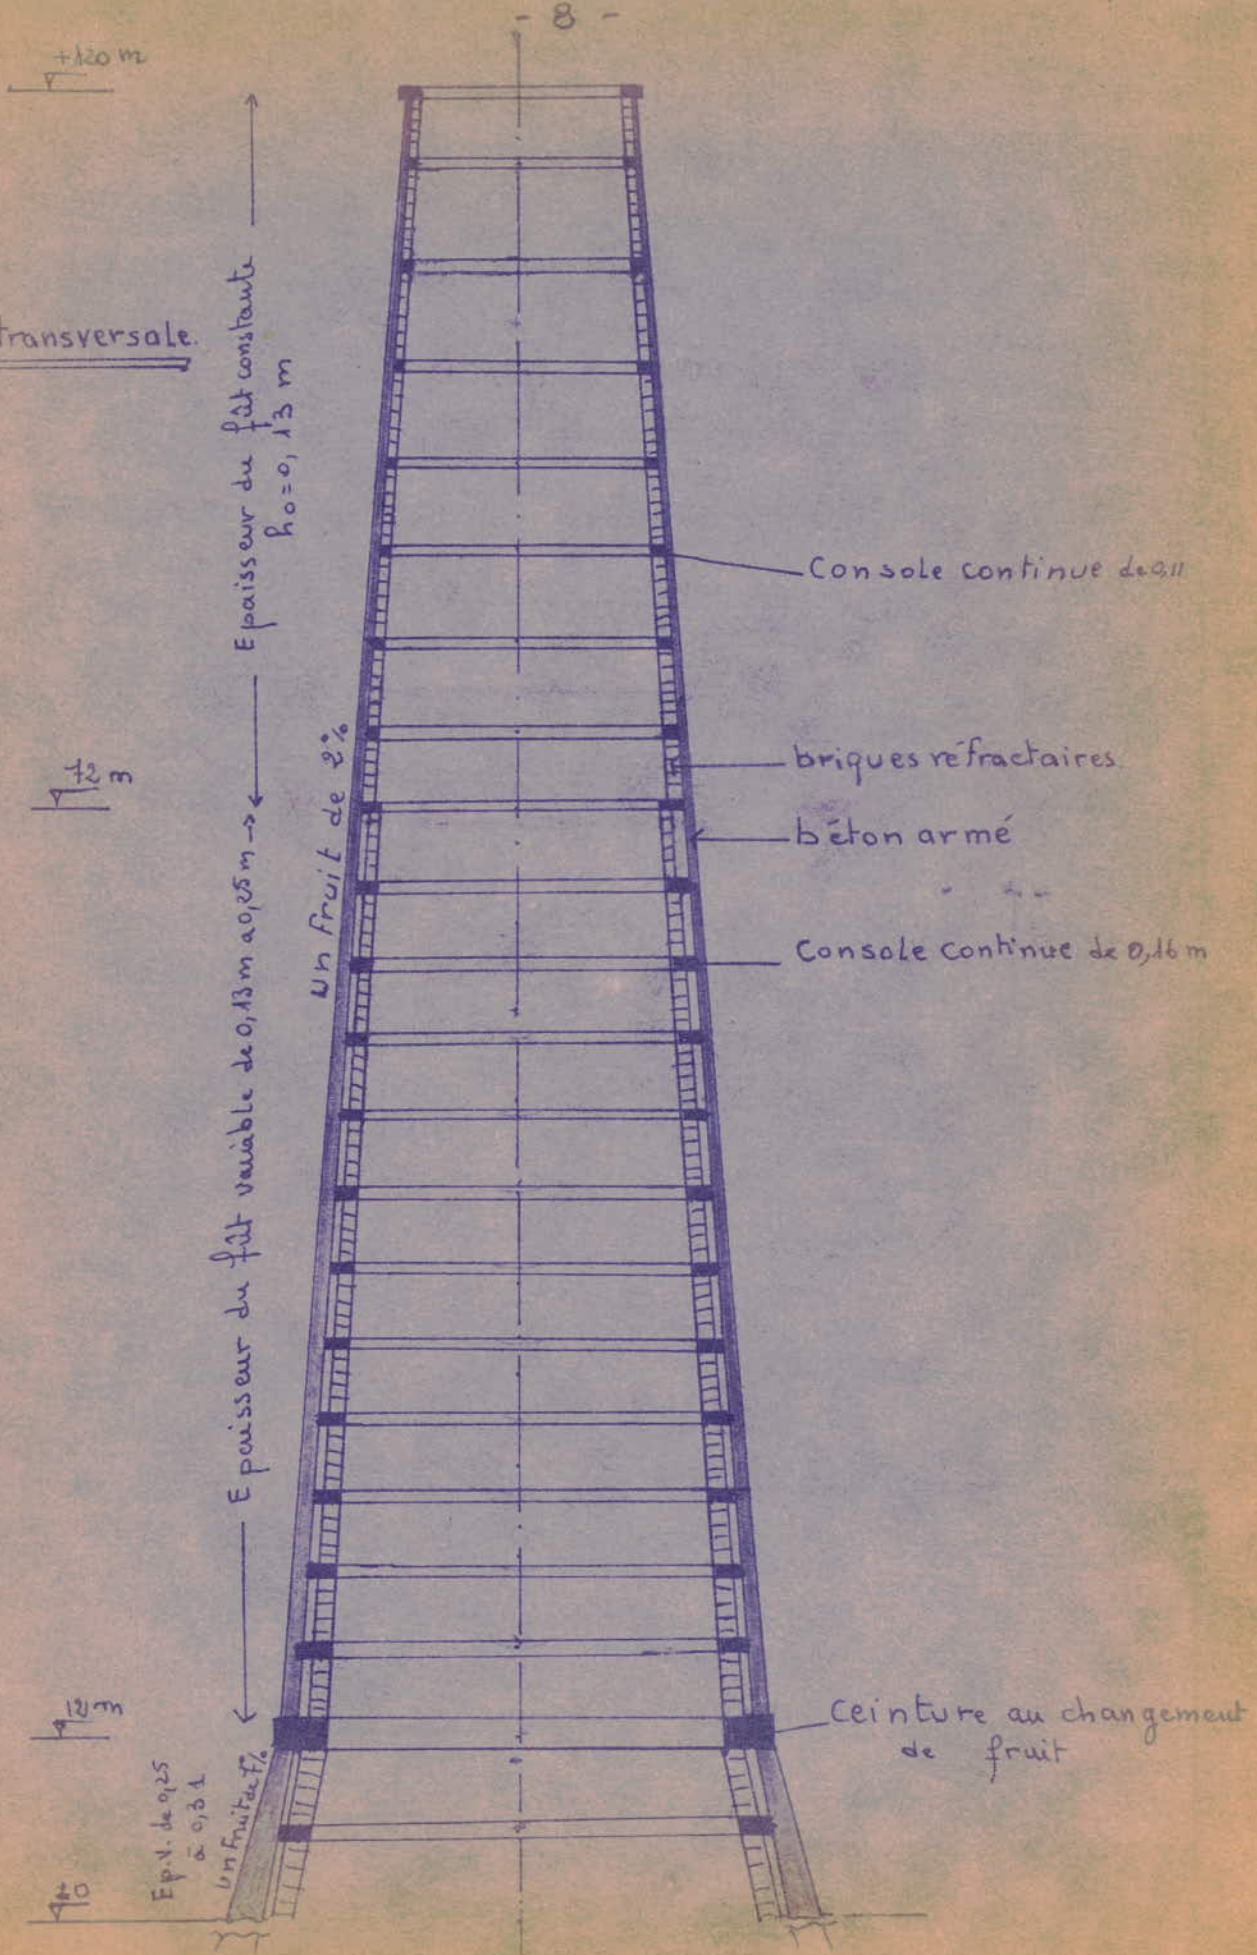 - 8 -
+120 m
transversale.
Epaisseur du fût constante
h0=0,13 m
Console continue de 0,11
Un fruit de 2%
72 m
briques réfractaires.
béton armé
Console continue de 0,16 m
Epaisseur du fût variable de 0,13m a 0,25m
12 m
Ceinture au changement
de fruit
Ep.V. de 0,25
à 0,31
Un fruit de 7%
0